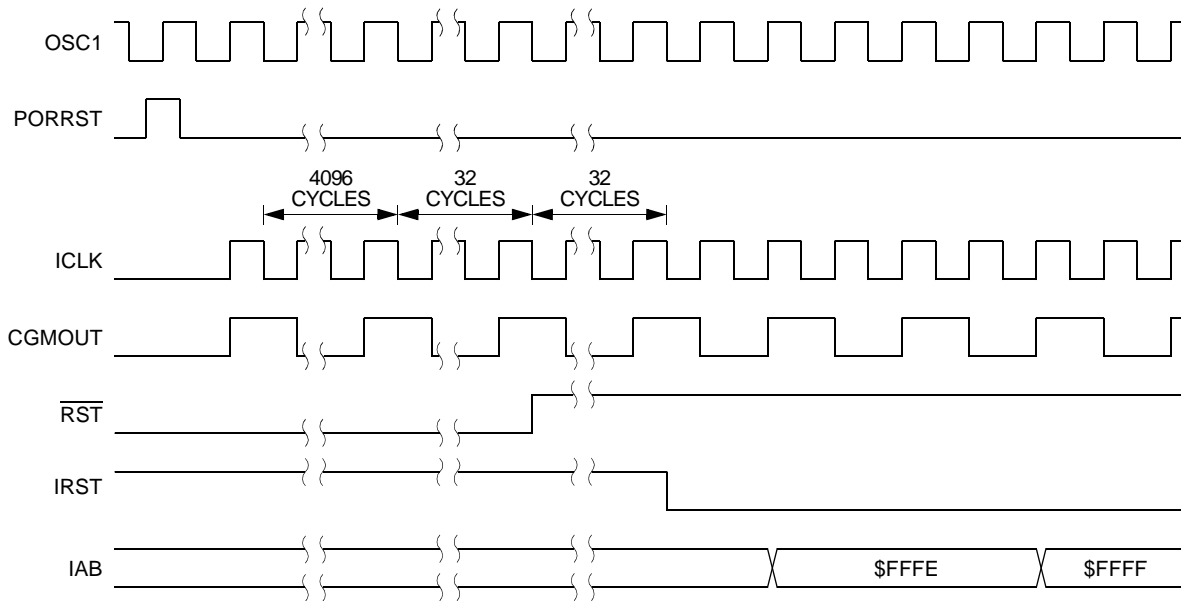 OSC1
PORRST
4096
CYCLES
32
CYCLES
32
CYCLES
ICLK
CGMOUT
RST
IRST
IAB
$FFFE
$FFFF